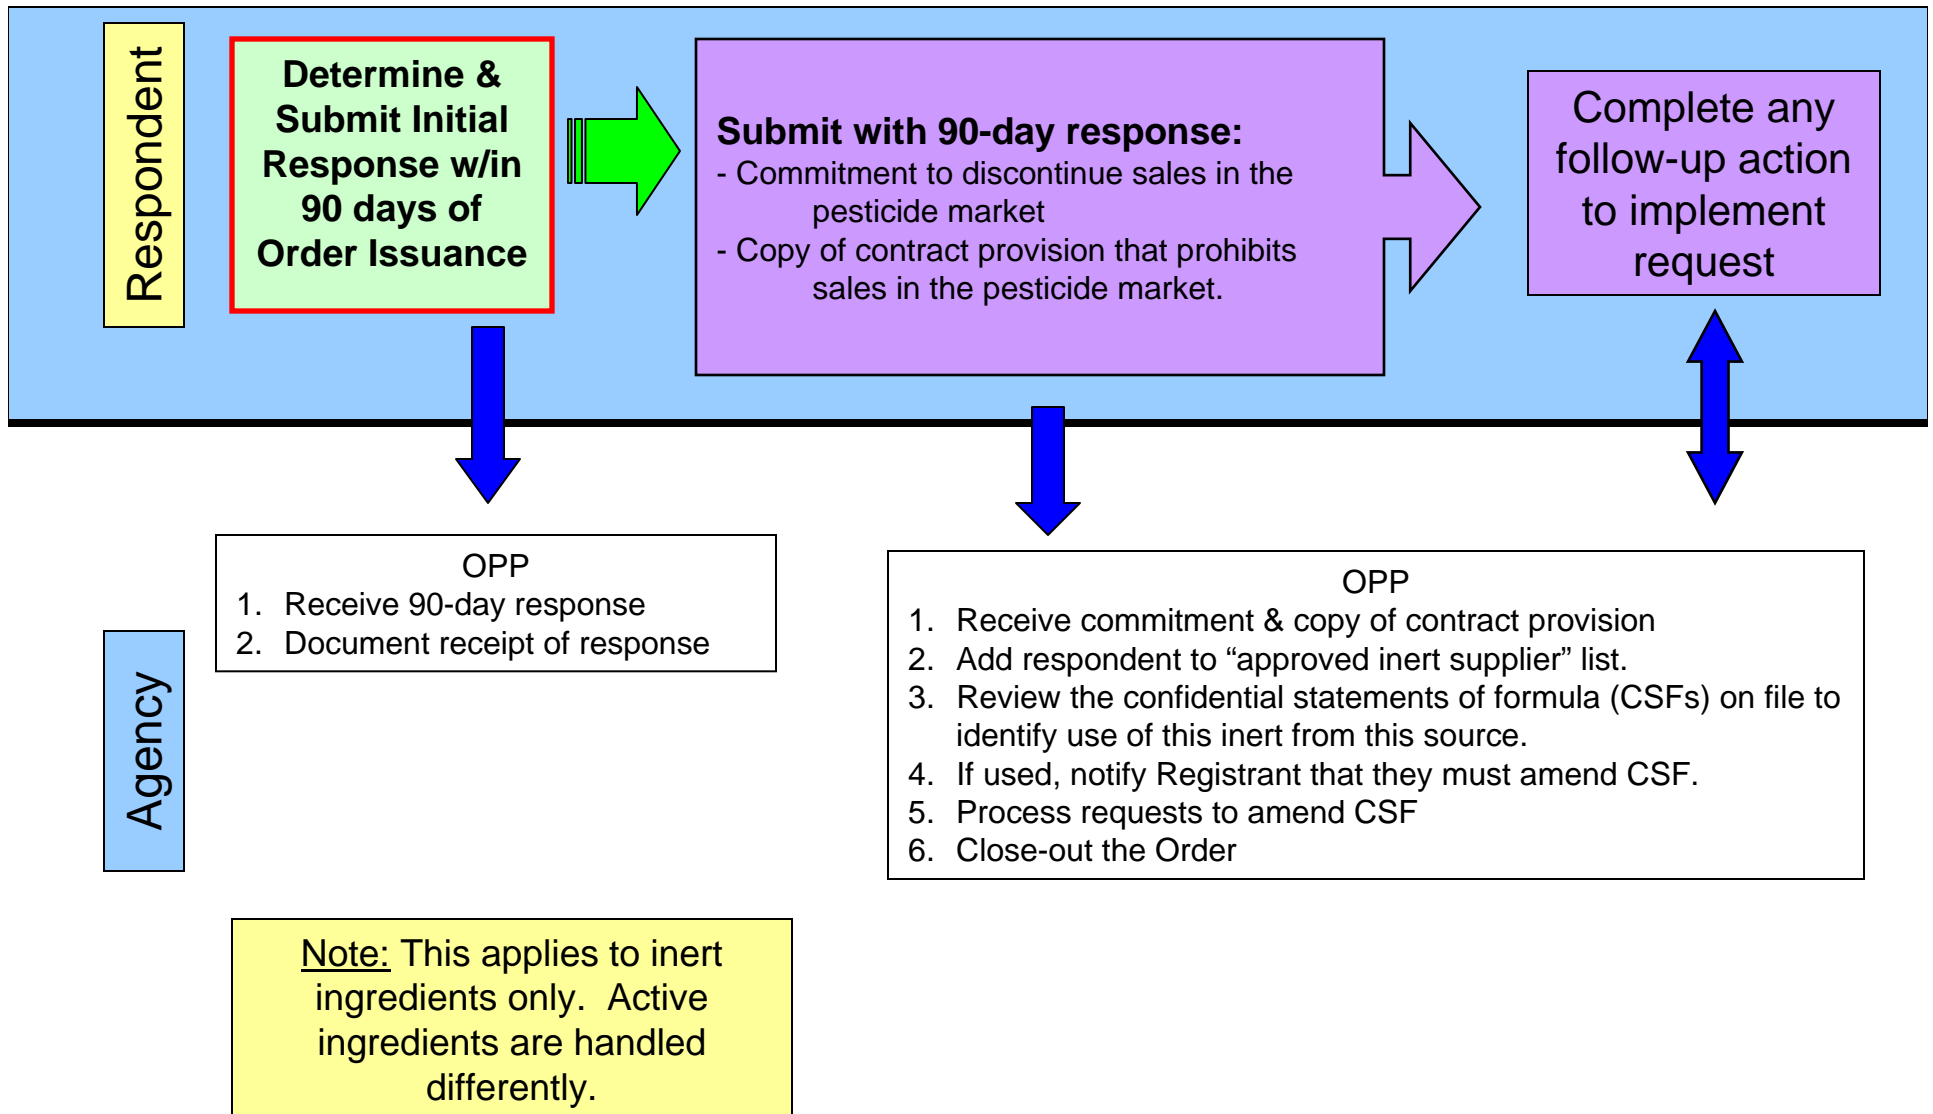 Respondent
Determine &
Submit Initial
Response w/in
90 days of
Order Issuance
Submit with 90-day response:
- Commitment to discontinue sales in the
pesticide market
- Copy of contract provision that prohibits
sales in the pesticide market.
Complete any
follow-up action
to implement
request
Agency
OPP
1. Receive 90-day response
2. Document receipt of response
OPP
1. Receive commitment & copy of contract provision
2. Add respondent to “approved inert supplier” list.
3. Review the confidential statements of formula (CSFs) on file to
identify use of this inert from this source.
4. If used, notify Registrant that they must amend CSF.
5. Process requests to amend CSF
6. Close-out the Order
Note: This applies to inert
ingredients only. Active
ingredients are handled
differently.